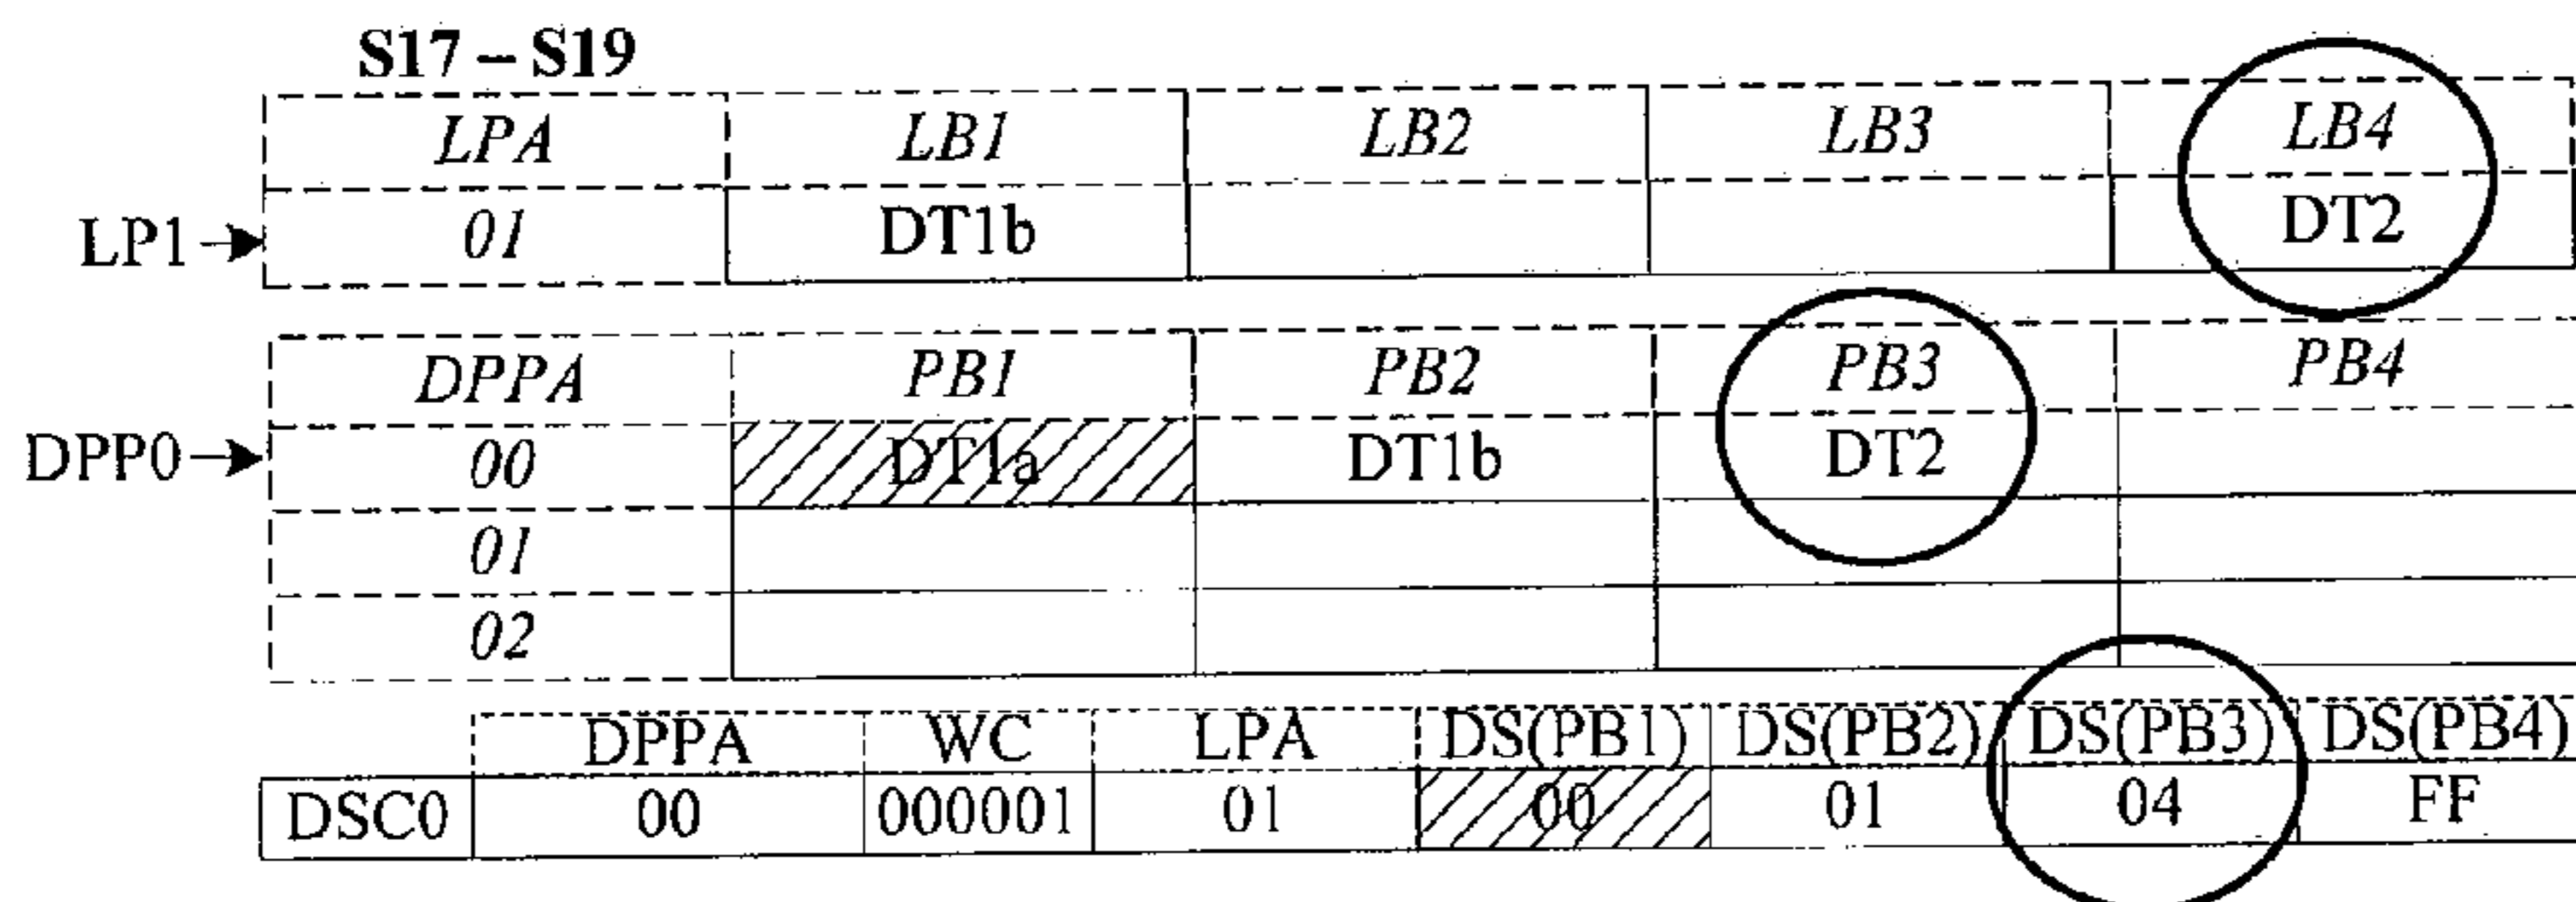 S17 – S19
LPA LB1 LB2 LB3 LB4
LP1 01 DT1b DT2
DPPA PB1 PB2 PB3 PB4
DPP0 00 DT1a DT1b DT2
01
02
DPPA WC LPA DS(PB1) DS(PB2) DS(PB3) DS(PB4)
DSC0 00 000001 01 00 01 04 FF